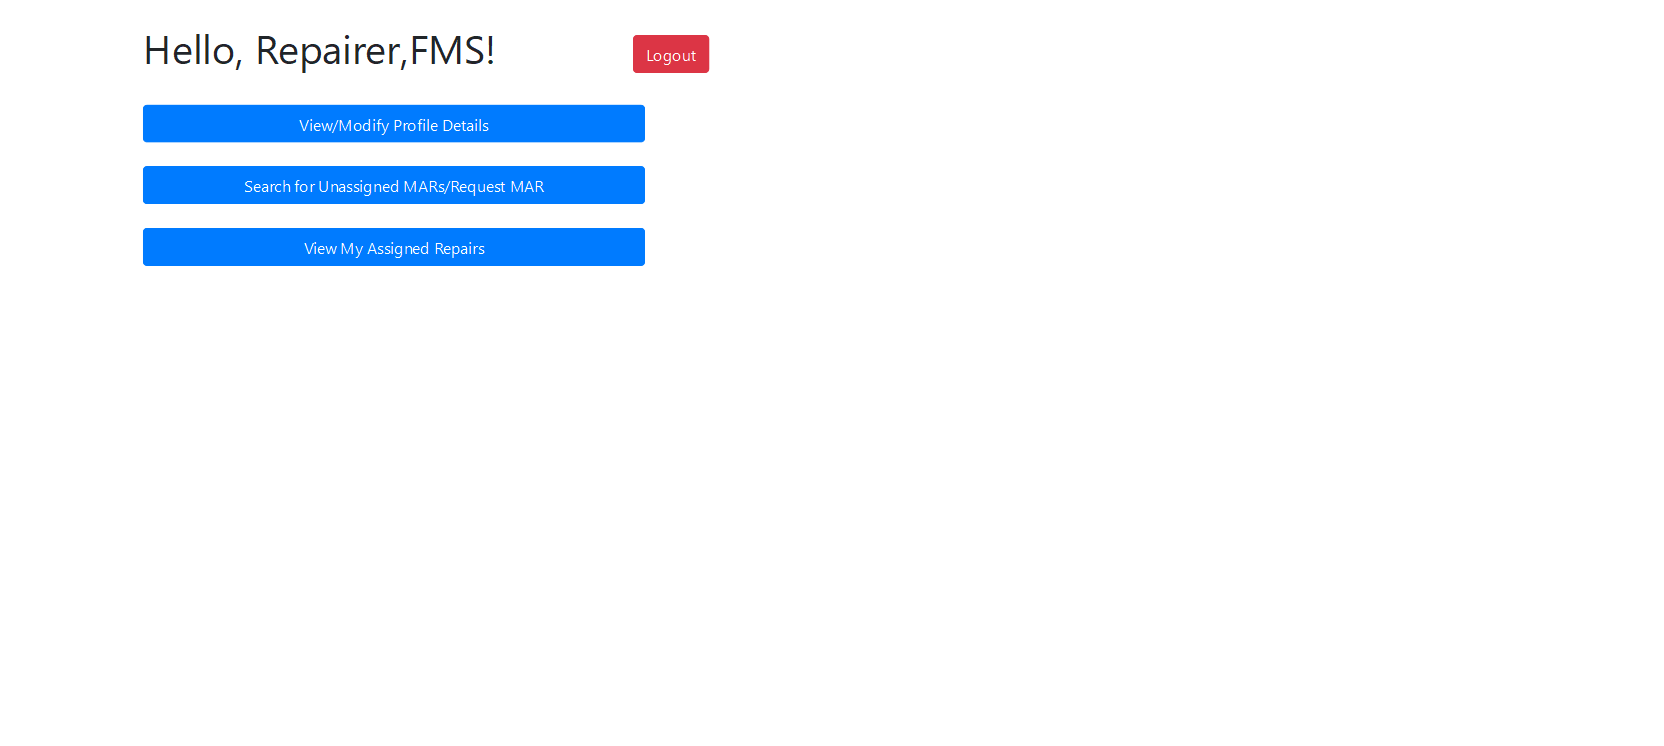 Hello, Repairer,FMS!
Logout
View/Modify Profile Details
Search for Unassigned MARs/Request MAR
View My Assigned Repairs